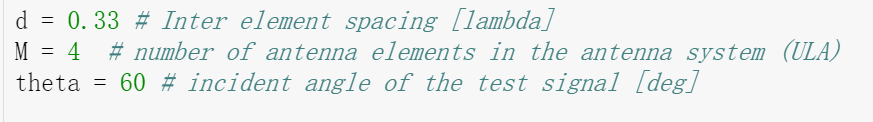 d = 0.33 # Inter element spacing [lambda]
M = 4  # number of antenna elements in the antenna system (ULA)
theta = 60 # incident angle of the test signal [deg]